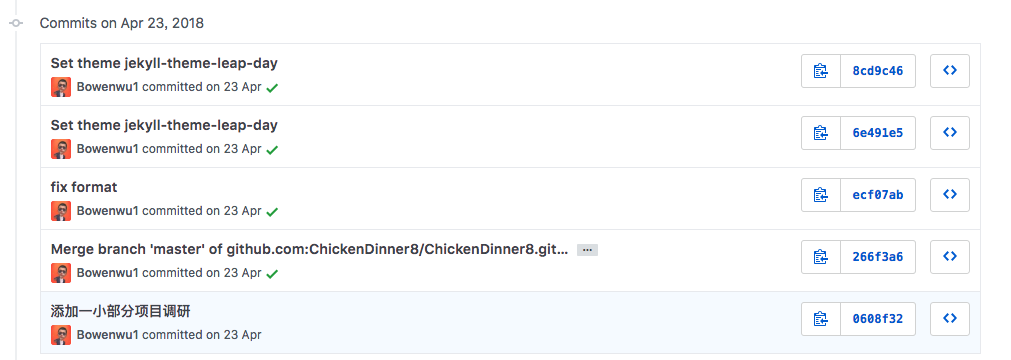 Commits on Apr 23, 2018
Set theme jekyll-theme-leap-day
Bowenwu1 committed on 23 Apr
8cd9c46
Set theme jekyll-theme-leap-day
Bowenwu1 committed on 23 Apr
6e491e5
fix format
Bowenwu1 committed on 23 Apr
ecf07ab
Merge branch 'master' of github.com:ChickenDinner8/ChickenDinner8.git… …
Bowenwu1 committed on 23 Apr
266f3a6
添加一小部分项目调研
Bowenwu1 committed on 23 Apr
0608f32